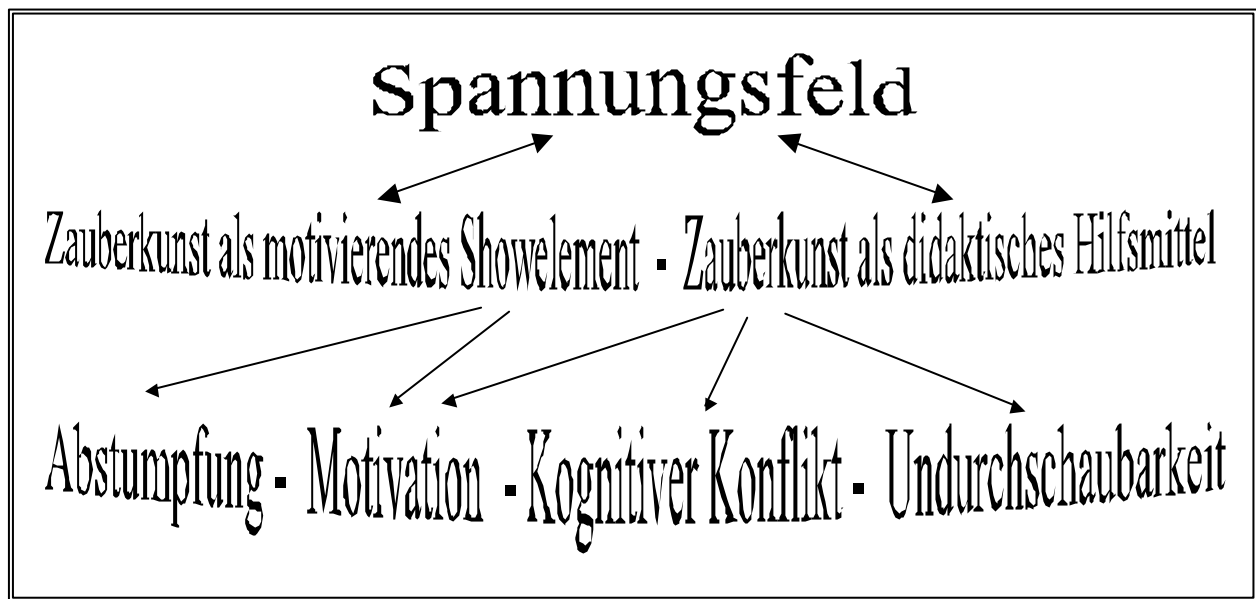 Spannungsfeld
Zauberkunst als motivierendes Showelement - Zauberkunst als didaktisches Hilfsmittel
Abstumpfung - Motivation - Kognitiver Konflikt - Undurchschaubarkeit